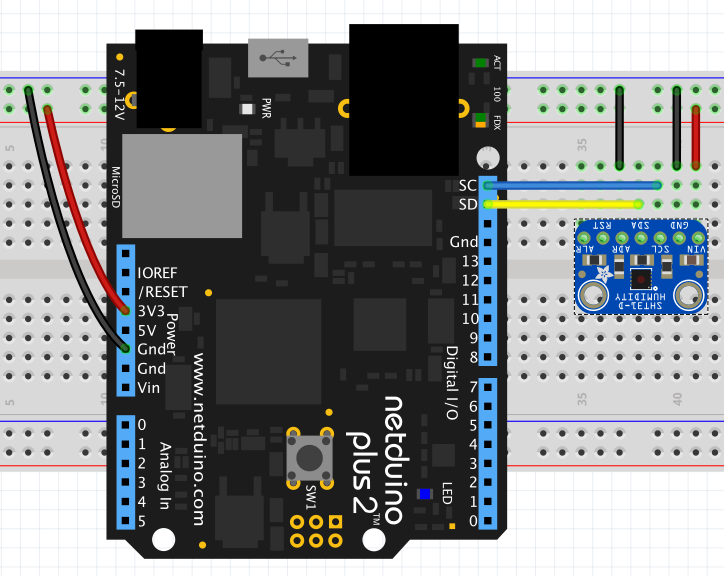 7.5-12V
PWR
ACT
100
FDX
MicroSD
5
10
35
SC
SD
IOREF
/RESET
3V3
5V
Gnd
Gnd
Vin
Power
Gnd
13
12
11
10
9
8
7
6
5
4
3
2
1
0
Digital I/O
0
1
2
3
4
5
Analog In
www.netduino.com
netduino
plus 2™
SW1
LED
ALR
RST
ADR
SDA
SCL
GND
VIN
SHT31-D
HUMIDITY
5
10
35
40